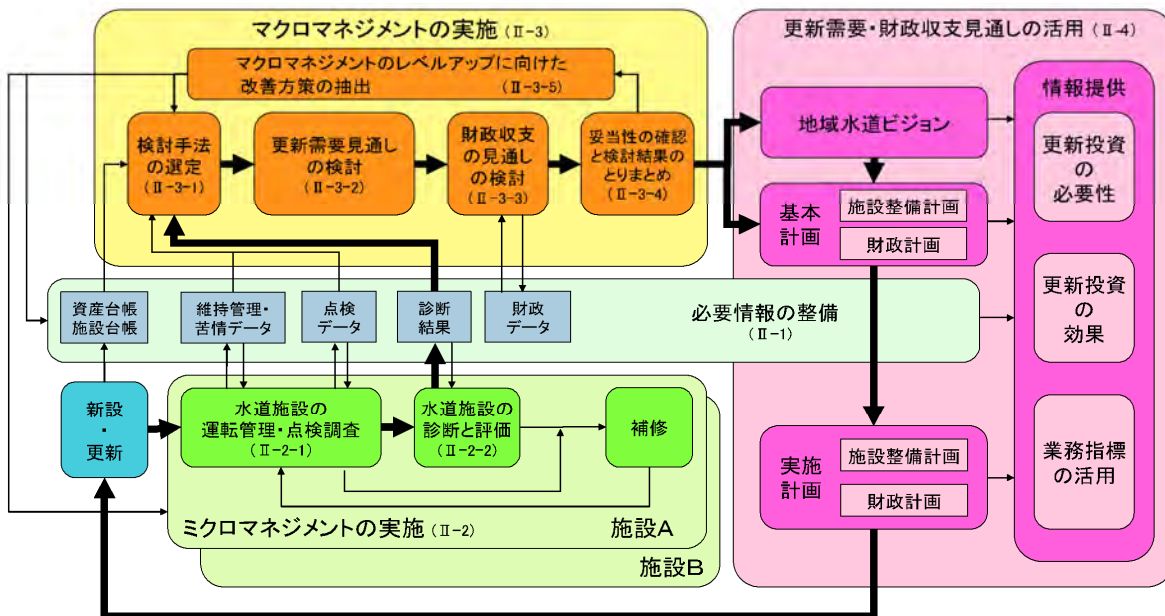 マクロマネジメントの実施(Ⅱ-3)
マクロマネジメントのレベルアップに向けた
改善方策の抽出 (Ⅱ-3-5)
検討手法
の選定
(Ⅱ-3-1)
更新需要見通し
の検討
(Ⅱ-3-2)
財政収支
の見通し
の検討
(Ⅱ-3-3)
妥当性の確認
と検討結果の
とりまとめ
(Ⅱ-3-4)
更新需要・財政収支見通しの活用(Ⅱ-4)
地域水道ビジョン
基本
計画
施設整備計画
財政計画
実施
計画
施設整備計画
財政計画
情報提供
更新投資
の
必要性
更新投資
の
効果
業務指標
の活用
資産台帳
施設台帳
維持管理・
苦情データ
点検
データ
診断
結果
財政
データ
必要情報の整備
(Ⅱ-1)
新設
・
更新
水道施設の
運転管理・点検調査
(Ⅱ-2-1)
水道施設の
診断と評価
(Ⅱ-2-2)
補修
ミクロマネジメントの実施(Ⅱ-2)
施設A
施設B